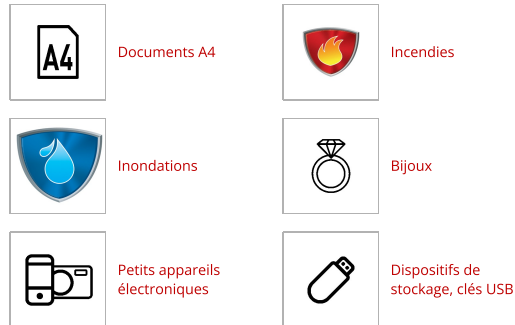 A4
Documents A4
Incendies
Inondations
Bijoux
Petits appareils
électroniques
Dispositifs de
stockage, clés USB